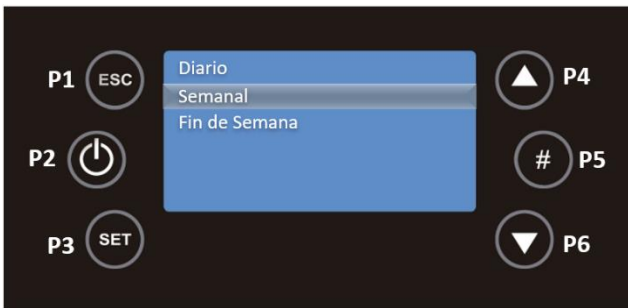 P1 ESC
Diario
Semanal
Fin de Semana
P4
P2
# P5
P3 SET
P6